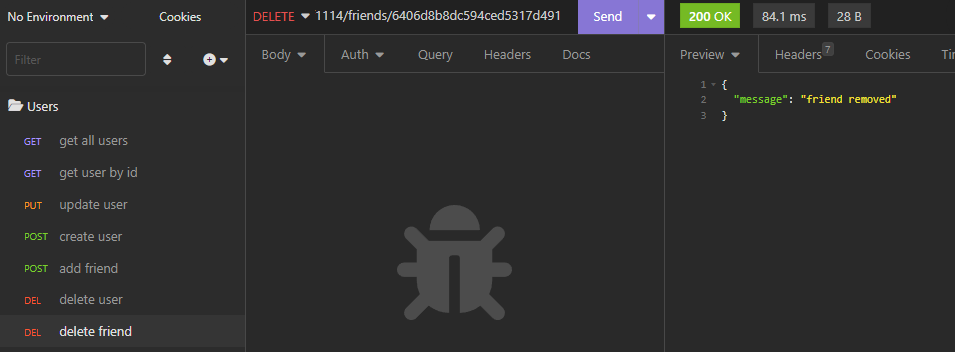 No Environment
Cookies
DELETE 1114/friends/6406d8b8dc594ced5317d491
Send
200 OK
84.1 ms
28 B
Filter
Body
Auth
Query
Headers
Docs
Preview
Headers 7
Cookies
Tin
Users
GET get all users
GET get user by id
PUT update user
POST create user
POST add friend
DEL delete user
DEL delete friend
1 {
2 "message": "friend removed"
3 }